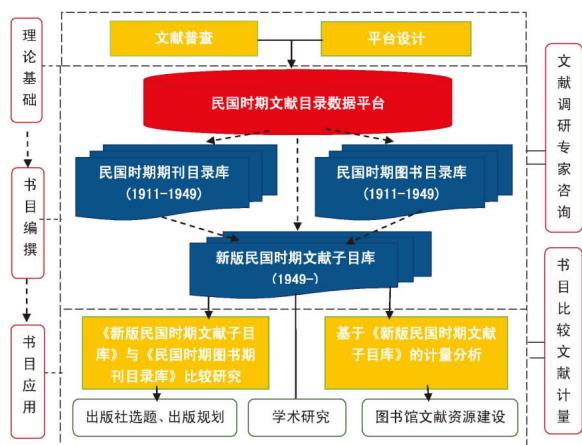 理论基础
书目编撰
书目应用
文献普查
平台设计
民国时期文献目录数据平台
民国时期期刊目录库
(1911-1949)
民国时期图书目录库
(1911-1949)
新版民国时期文献子目库
(1949-)
《新版民国时期文献子目
库》与《民国时期图书期
刊目录库》比较研究
基于《新版民国时期文献
子目库》的计量分析
出版社选题、出版规划
学术研究
图书馆文献资源建设
文献调研专家咨询
书目比较文献计量